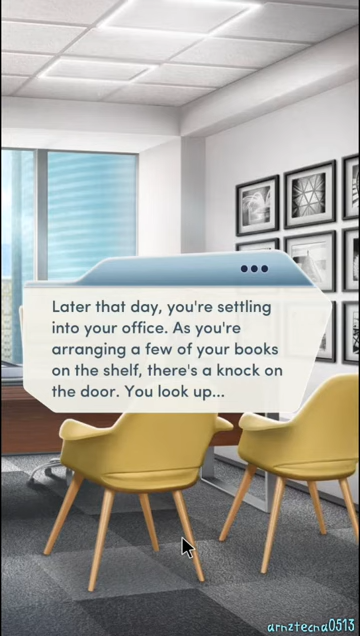 Later that day, you're settling
into your office. As you're
arranging a few of your books
on the shelf, there's a knock on
the door. You look up...
arnztecna0513